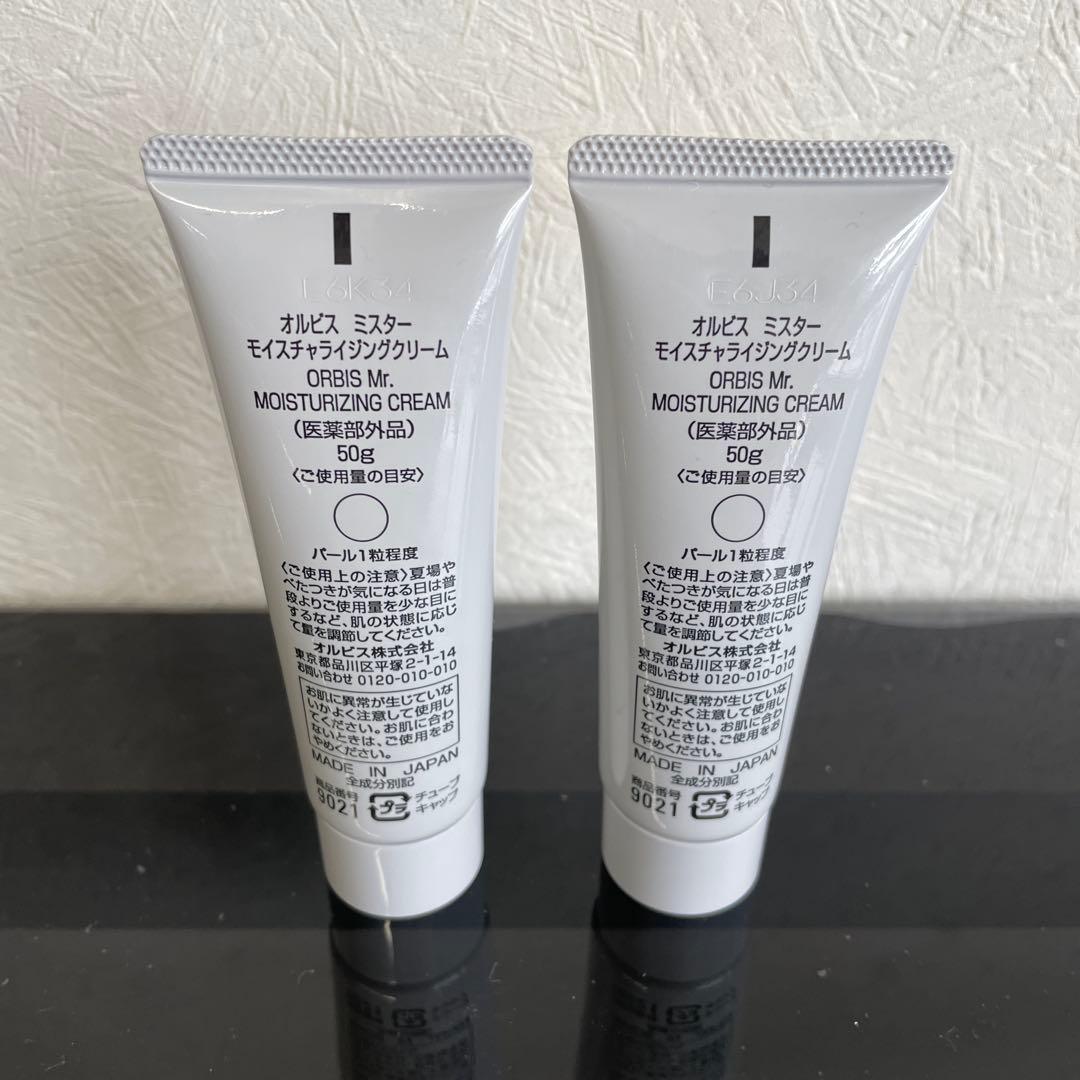 L6K34
オルビス ミスター
モイスチャライジングクリーム
ORBIS Mr.
MOISTURIZING CREAM
(医薬部外品)
50g
〈ご使用量の目安〉
パール1粒程度
〈ご使用上の注意〉夏場や
べたつきが気になる日は普
段よりご使用量を少な目に
するなど、肌の状態に応じ
て量を調節してください。
オルビス株式会社
東京都品川区平塚2-1-14
お問い合わせ 0120-010-010
お肌に異常が生じていな
いかよく注意して使用し
てください。お肌に合わ
ないときは、ご使用をお
やめください。
MADE IN JAPAN
全成分別記
商品番号
9021
プラ
チューブ
キャップ
E6J34
オルビス ミスター
モイスチャライジングクリーム
ORBIS Mr.
MOISTURIZING CREAM
(医薬部外品)
50g
〈ご使用量の目安〉
パール1粒程度
〈ご使用上の注意〉夏場や
べたつきが気になる日は普
段よりご使用量を少な目に
するなど、肌の状態に応じ
て量を調節してください。
オルビス株式会社
東京都品川区平塚2-1-14
お問い合わせ 0120-010-010
お肌に異常が生じていな
いかよく注意して使用し
てください。お肌に合わ
ないときは、ご使用をお
やめください。
MADE IN JAPAN
全成分別記
商品番号
9021
プラ
チューブ
キャップ